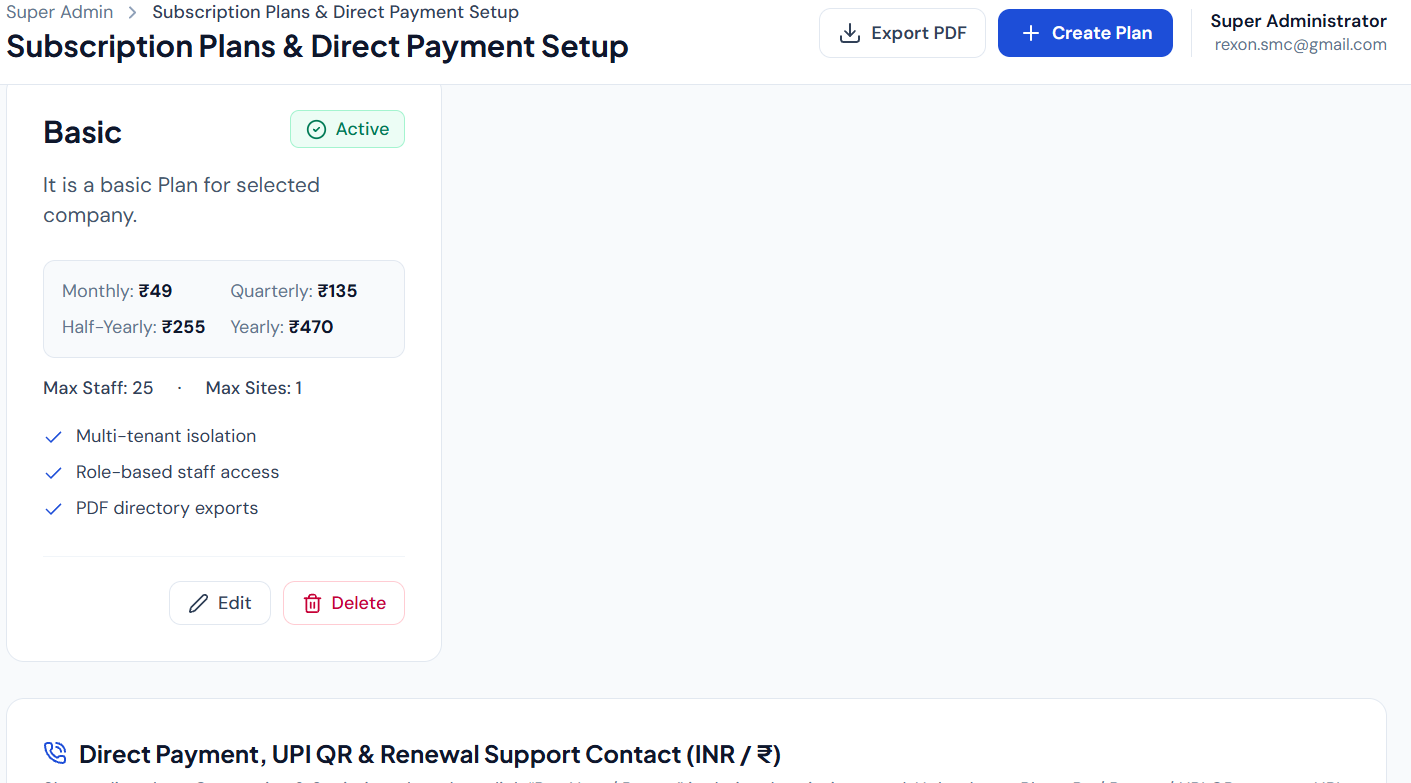 Super Admin > Subscription Plans & Direct Payment Setup
Subscription Plans & Direct Payment Setup
Export PDF
+ Create Plan
Super Administrator
rexon.smc@gmail.com
Basic
Active
It is a basic Plan for selected
company.
Monthly: ₹49 Quarterly: ₹135
Half-Yearly: ₹255 Yearly: ₹470
Max Staff: 25 · Max Sites: 1
Multi-tenant isolation
Role-based staff access
PDF directory exports
Edit
Delete
Direct Payment, UPI QR & Renewal Support Contact (INR / ₹)